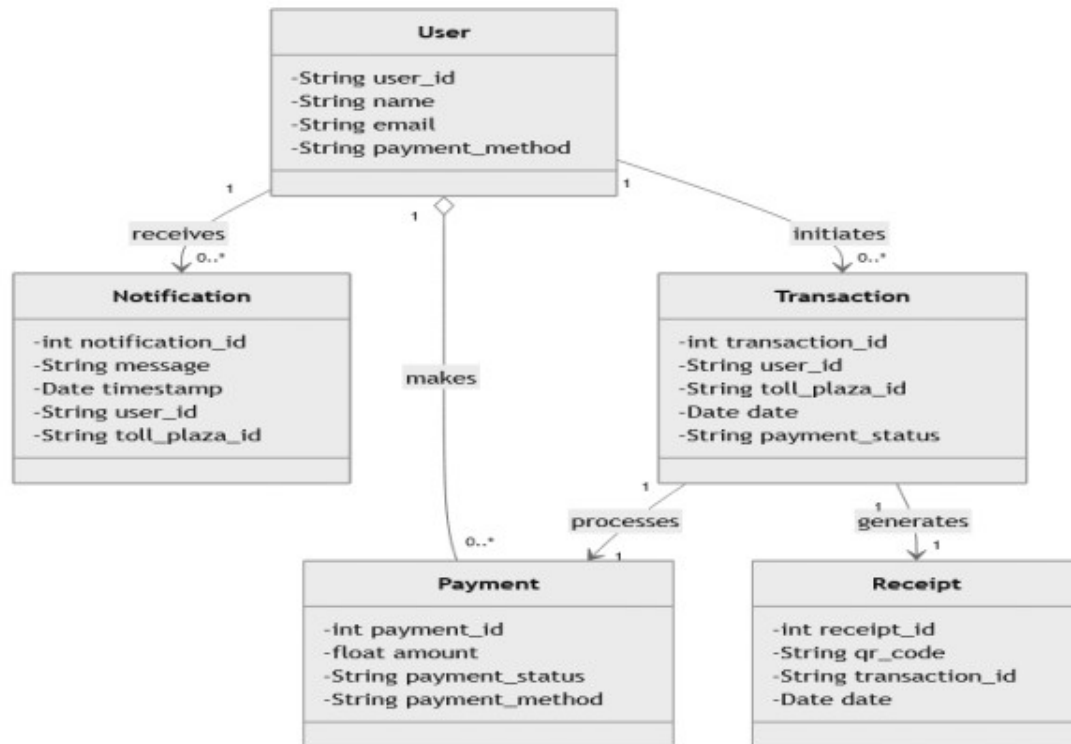 User
-String user_id
-String name
-String email
-String payment_method
1
1
1
receives
initiates
0..*
0..*
Notification
-int notification_id
-String message
-Date timestamp
-String user_id
-String toll_plaza_id
makes
Transaction
-int transaction_id
-String user_id
-String toll_plaza_id
-Date date
-String payment_status
1
1
processes
generates
0..*
1
1
Payment
-int payment_id
-float amount
-String payment_status
-String payment_method
Receipt
-int receipt_id
-String qr_code
-String transaction_id
-Date date